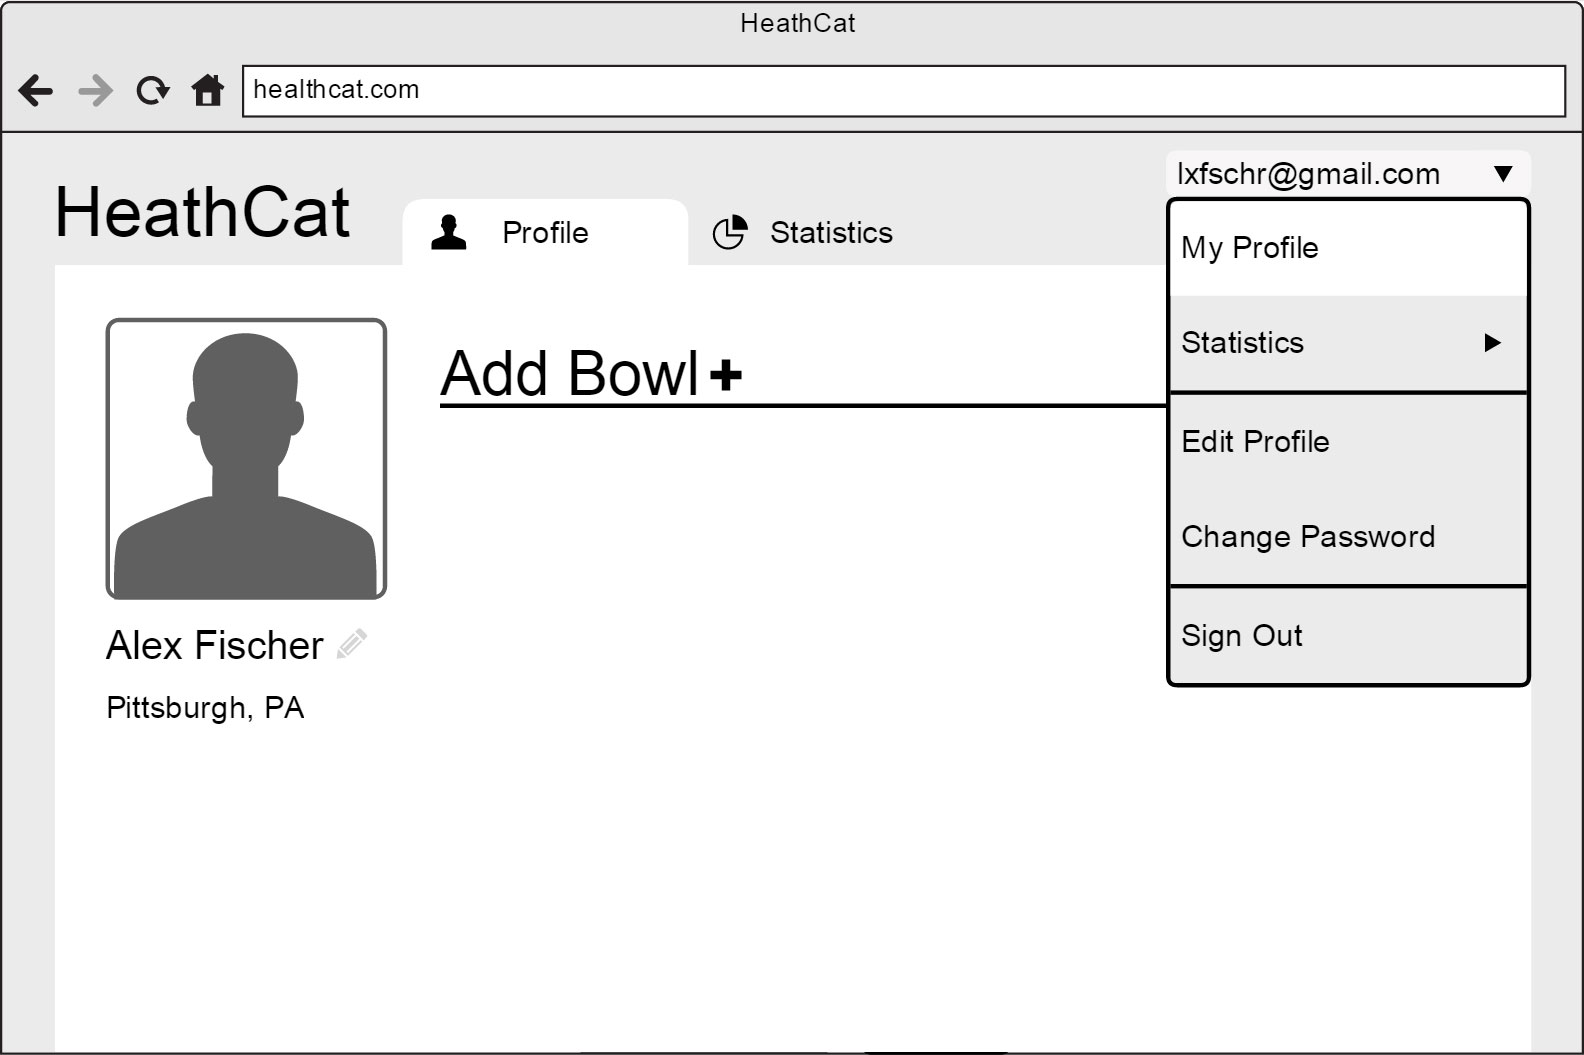 HeathCat
healthcat.com
lxfschr@gmail.com
HeathCat
Profile
Statistics
My Profile
Statistics
Edit Profile
Change Password
Sign Out
Add Bowl+
Alex Fischer
Pittsburgh, PA